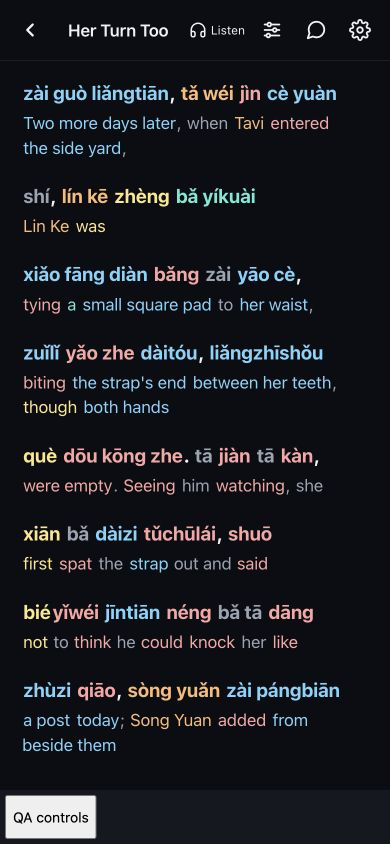 Her Turn Too
Listen
zài guò liǎngtiān, tǎ wéi jìn cè yuàn
Two more days later, when Tavi entered
the side yard,
shí, lín kē zhèng bǎ yíkuài
Lin Ke was
xiǎo fāng diàn bǎng zài yāo cè,
tying a small square pad to her waist,
zuǐlǐ yǎo zhe dàitóu, liǎngzhīshǒu
biting the strap's end between her teeth,
though both hands
què dōu kōng zhe. tā jiàn tā kàn,
were empty. Seeing him watching, she
xiān bǎ dàizi tǔchūlái, shuō
first spat the strap out and said
bié yǐwéi jīntiān néng bǎ tā dāng
not to think he could knock her like
zhùzi qiāo, sòng yuǎn zài pángbiān
a post today; Song Yuan added from
beside them
QA controls